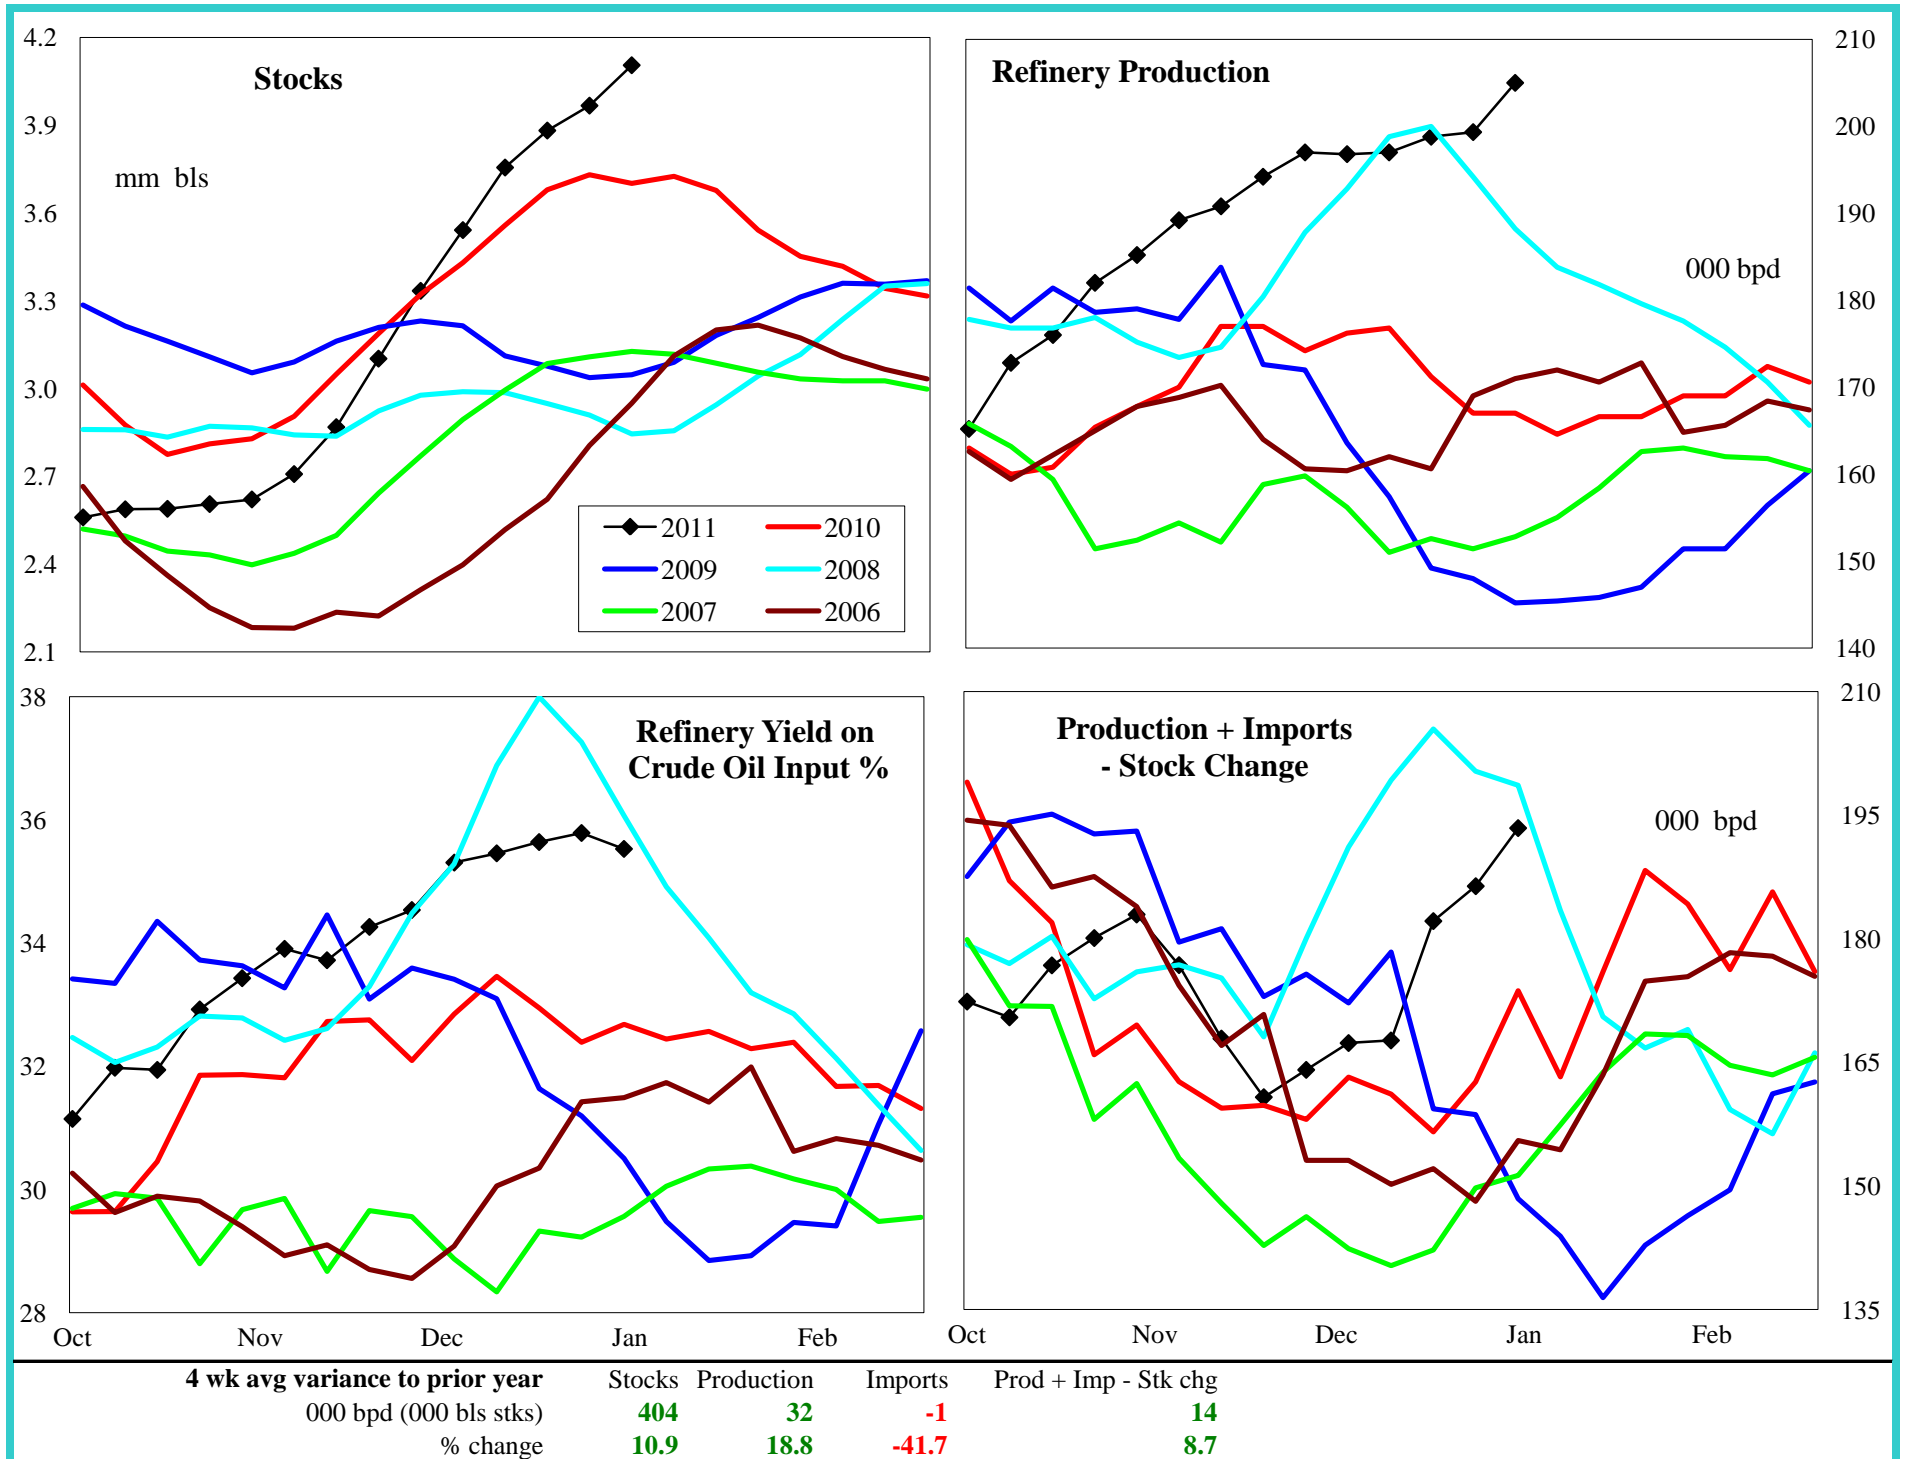 Stocks
mm bls
4.2
3.9
3.6
3.3
3.0
2.7
2.4
2.1
2011
2010
2009
2008
2007
2006
Refinery Production
000 bpd
210
200
190
180
170
160
150
140
Refinery Yield on
Crude Oil Input %
38
36
34
32
30
28
Oct Nov Dec Jan Feb
Production + Imports
- Stock Change
000 bpd
210
195
180
165
150
135
Oct Nov Dec Jan Feb
4 wk avg variance to prior year Stocks Production Imports Prod + Imp - Stk chg
000 bpd (000 bls stks) 404 32 -1 14
% change 10.9 18.8 -41.7 8.7